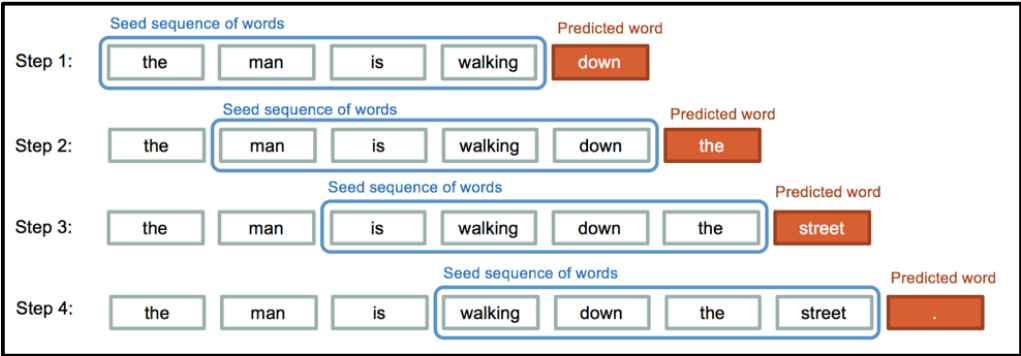 Seed sequence of words
Predicted word
Step 1: the man is walking down
Seed sequence of words
Predicted word
Step 2: the man is walking down the
Seed sequence of words
Predicted word
Step 3: the man is walking down the street
Seed sequence of words
Predicted word
Step 4: the man is walking down the street .